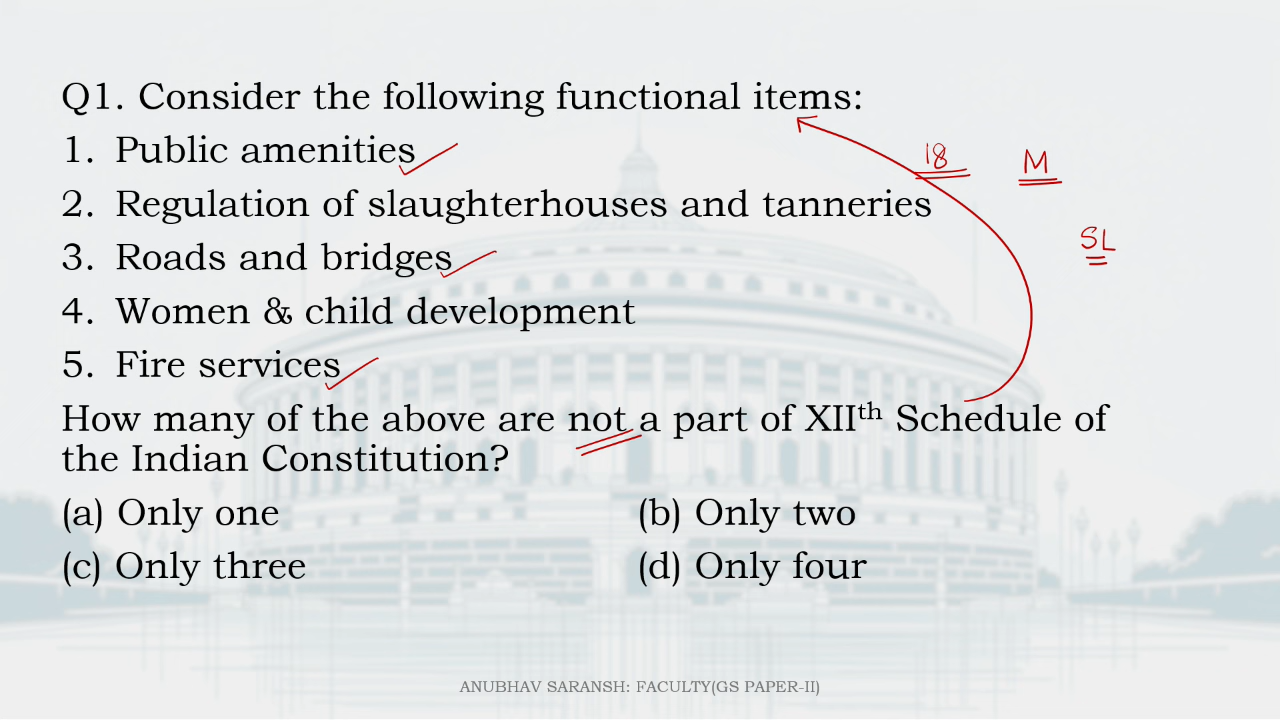 Q1. Consider the following functional items:
1. Public amenities
18 M
2. Regulation of slaughterhouses and tanneries
SL
3. Roads and bridges
4. Women & child development
5. Fire services
How many of the above are not a part of XIIth Schedule of
the Indian Constitution?
(a) Only one (b) Only two
(c) Only three (d) Only four
ANUBHAV SARANSH: FACULTY(GS PAPER-II)